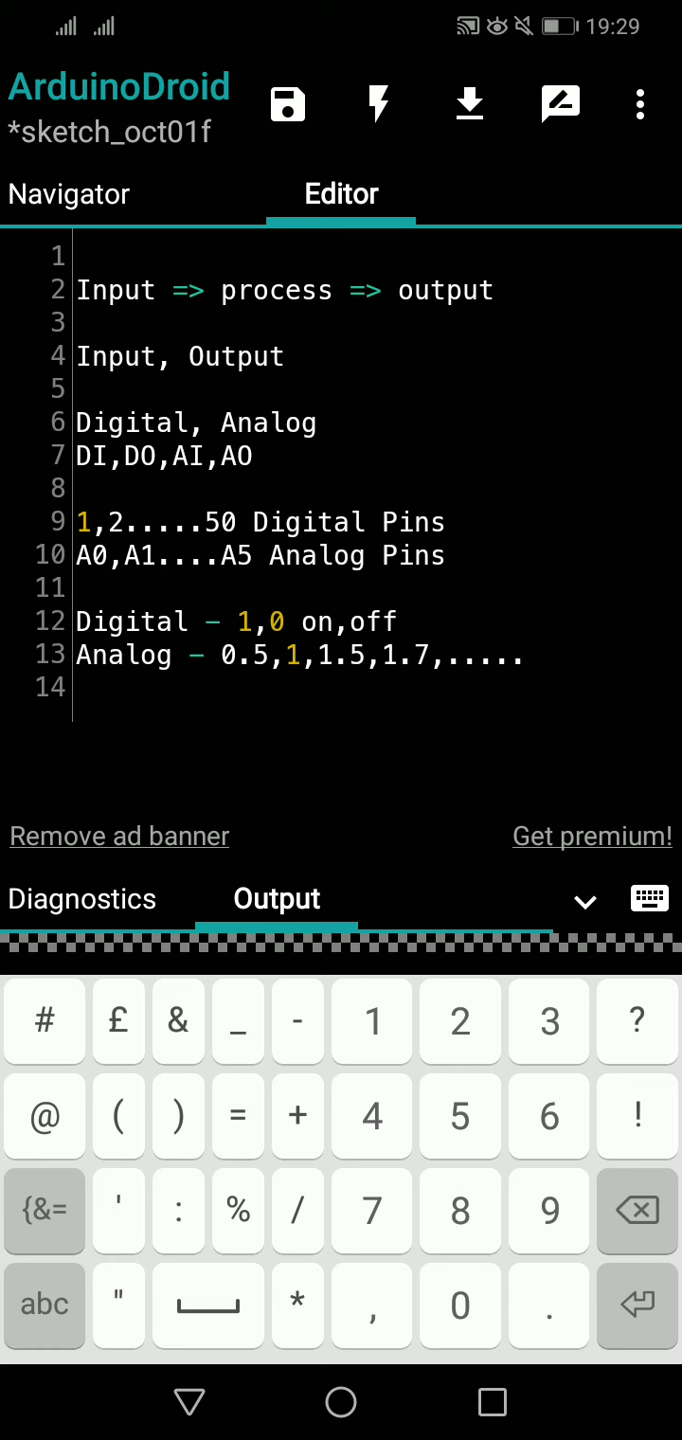 19:29
ArduinoDroid
*sketch_oct01f
Navigator Editor
1
2 Input => process => output
3
4 Input, Output
5
6 Digital, Analog
7 DI,DO,AI,AO
8
9 1,2.....50 Digital Pins
10 A0,A1....A5 Analog Pins
11
12 Digital - 1,0 on,off
13 Analog - 0.5,1,1.5,1.7,.....
14
Remove ad banner Get premium!
Diagnostics Output
# £ & _ - 1 2 3 ?
@ ( ) = + 4 5 6 !
{&= ' : % / 7 8 9
abc " * , 0 .